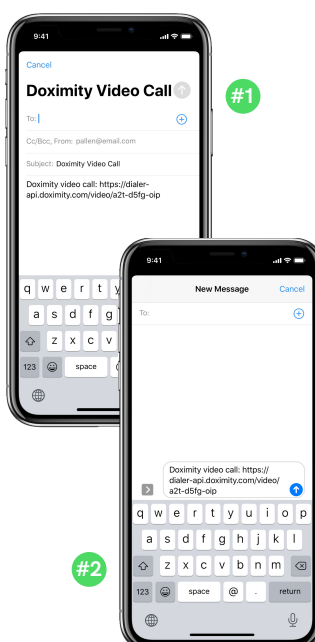 9:41
Cancel
Doximity Video Call
#1
To:
Cc/Bcc, From: pallen@email.com
Subject: Doximity Video Call
Doximity video call: https://dialer-
api.doximity.com/video/a2t-d5fg-oip
q w e r t y
a s d f g
z x c v
123 space
9:41
New Message Cancel
To:
Doximity video call: https://
dialer-api.doximity.com/video/
a2t-d5fg-oip
q w e r t y u i o p
a s d f g h j k l
z x c v b n m
#2
123 space @ . return